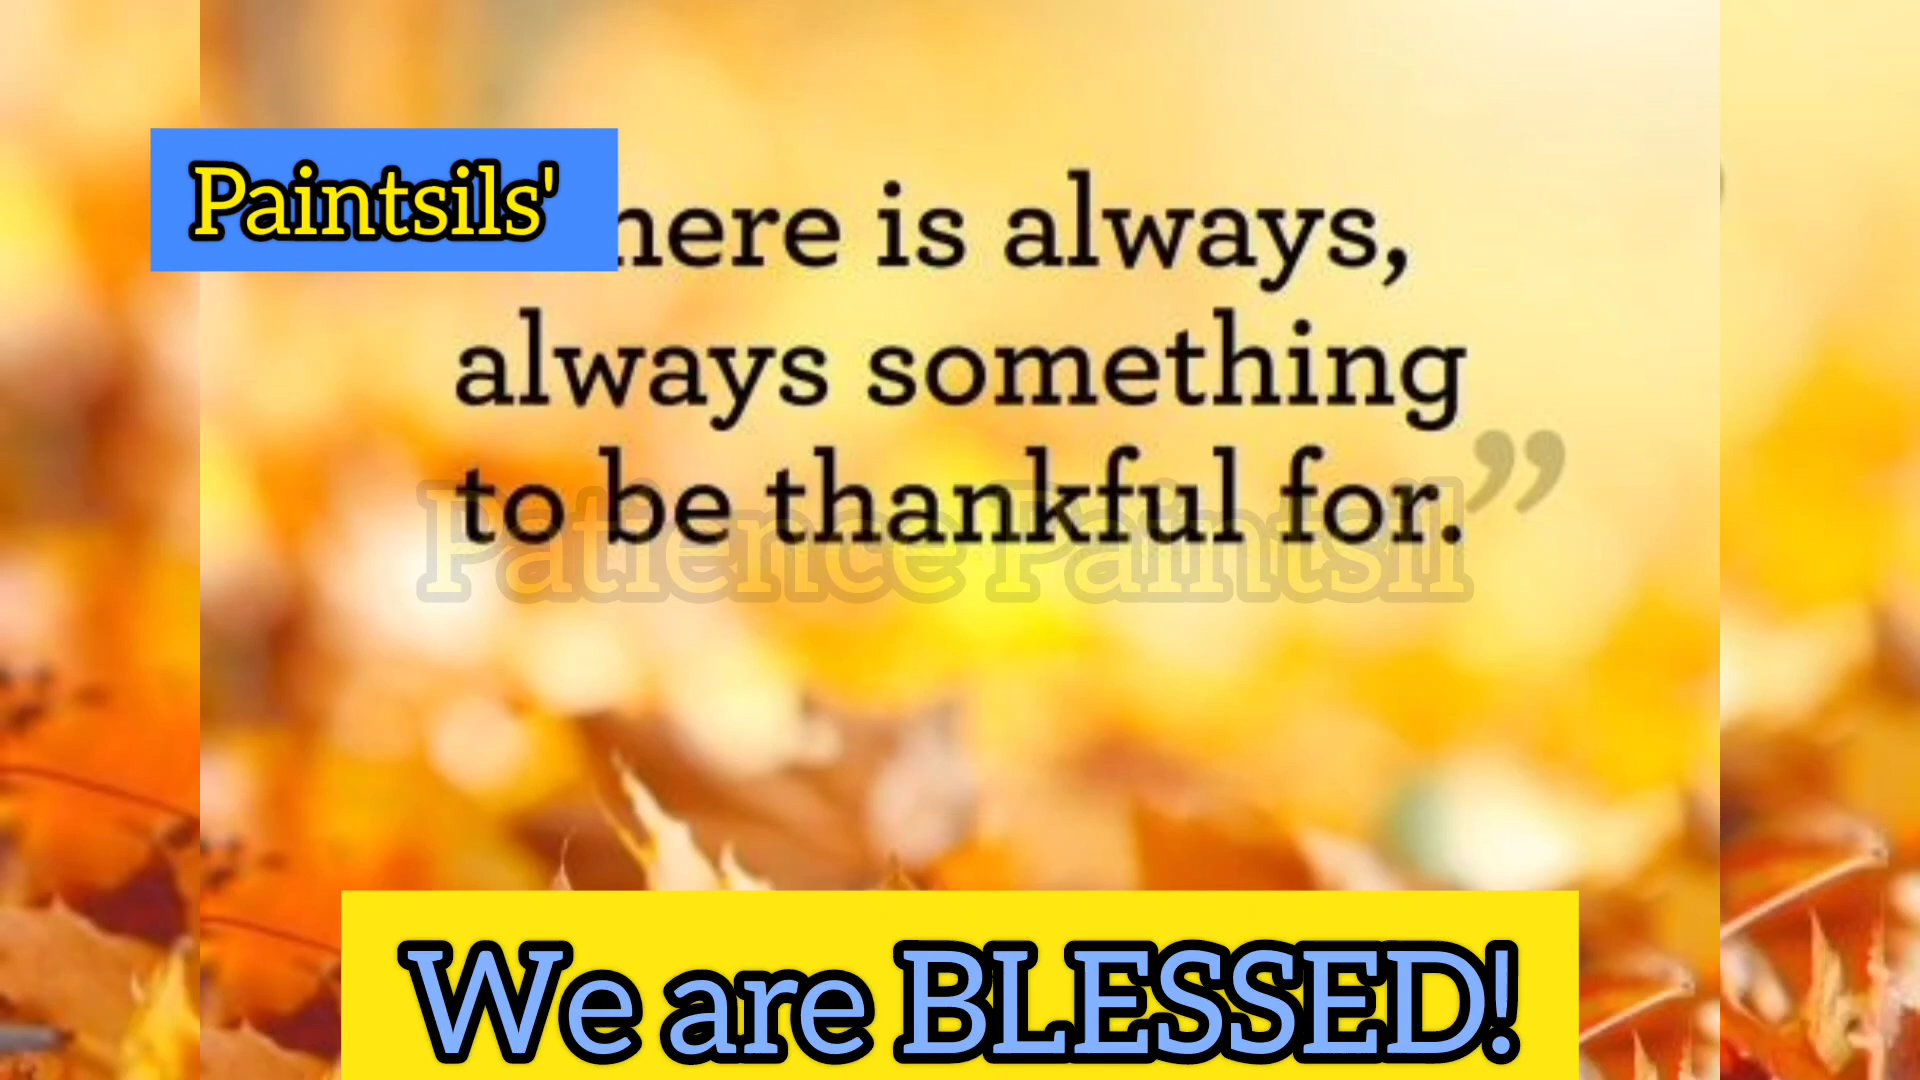 Paintsils'
here is always,
always something
to be thankful for.”
Patience Paintsil
We are BLESSED!